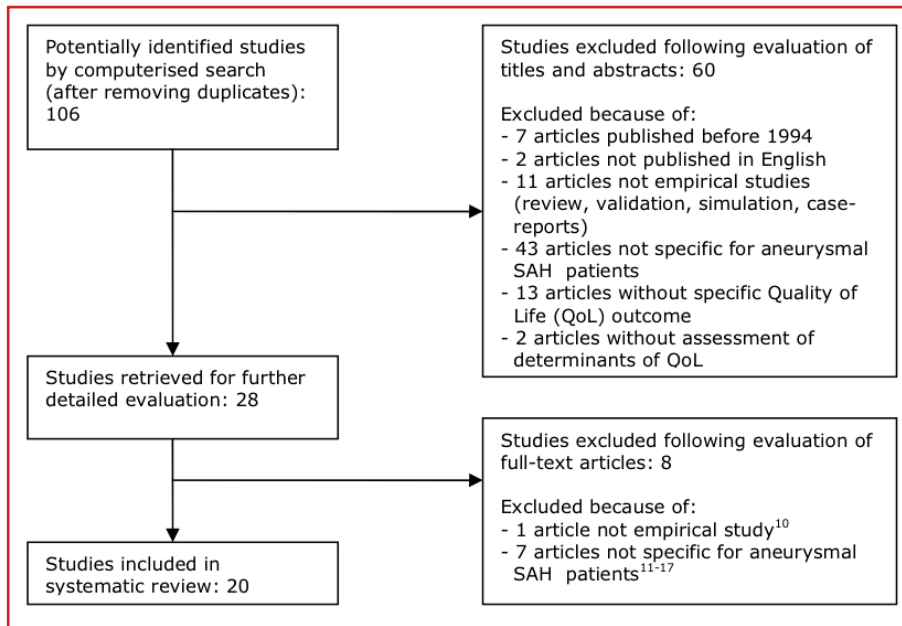 Potentially identified studies
by computerised search
(after removing duplicates):
106
Studies excluded following evaluation of
titles and abstracts: 60
Excluded because of:
- 7 articles published before 1994
- 2 articles not published in English
- 11 articles not empirical studies
(review, validation, simulation, case-
reports)
- 43 articles not specific for aneurysmal
SAH patients
- 13 articles without specific Quality of
Life (QoL) outcome
- 2 articles without assessment of
determinants of QoL
Studies retrieved for further
detailed evaluation: 28
Studies excluded following evaluation of
full-text articles: 8
Excluded because of:
- 1 article not empirical study10
- 7 articles not specific for aneurysmal
SAH patients11-17
Studies included in
systematic review: 20